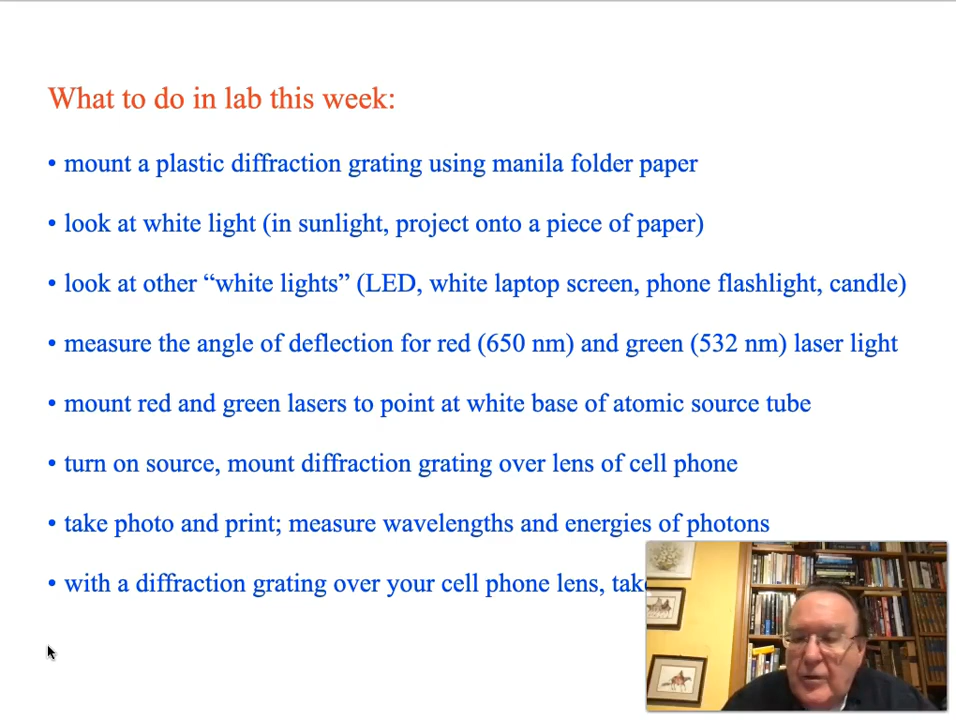 What to do in lab this week:
• mount a plastic diffraction grating using manila folder paper
• look at white light (in sunlight, project onto a piece of paper)
• look at other “white lights” (LED, white laptop screen, phone flashlight, candle)
• measure the angle of deflection for red (650 nm) and green (532 nm) laser light
• mount red and green lasers to point at white base of atomic source tube
• turn on source, mount diffraction grating over lens of cell phone
• take photo and print; measure wavelengths and energies of photons
• with a diffraction grating over your cell phone lens,